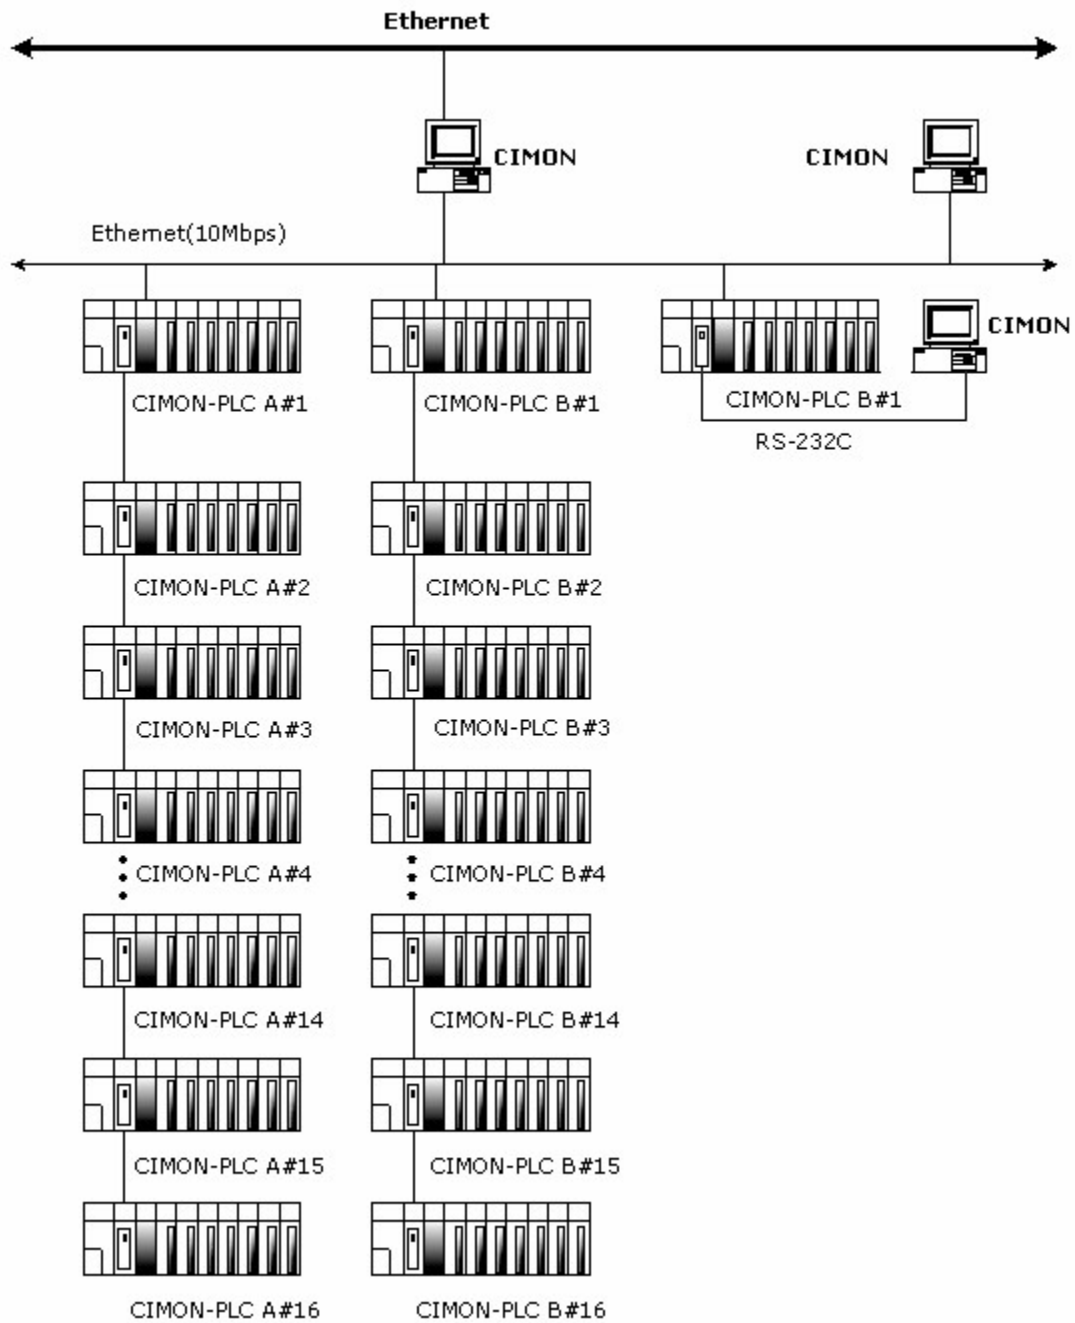 Ethernet
CIMON
CIMON
Ethernet(10Mbps)
CIMON
CIMON-PLC A#1
CIMON-PLC B#1
CIMON-PLC B#1
RS-232C
CIMON-PLC A#2
CIMON-PLC B#2
CIMON-PLC A#3
CIMON-PLC B#3
CIMON-PLC A#4
CIMON-PLC B#4
CIMON-PLC A#14
CIMON-PLC B#14
CIMON-PLC A#15
CIMON-PLC B#15
CIMON-PLC A#16
CIMON-PLC B#16